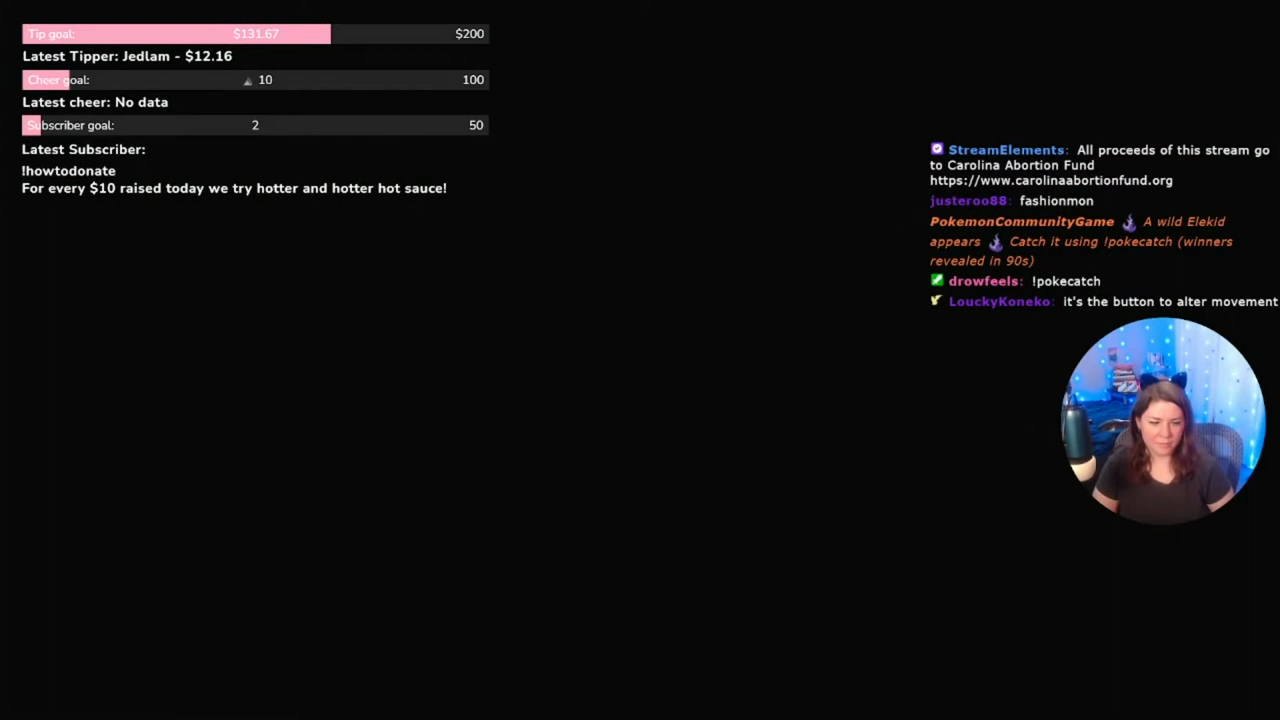 Tip goal: $131.67 $200
Latest Tipper: Jedlam - $12.16
Cheer goal: 10 100
Latest cheer: No data
Subscriber goal: 2 50
Latest Subscriber:
!howtodonate
For every $10 raised today we try hotter and hotter hot sauce!
StreamElements: All proceeds of this stream go
to Carolina Abortion Fund
https://www.carolinaabortionfund.org
justeroo88: fashionmon
PokemonCommunityGame A wild Elekid
appears Catch it using !pokecatch (winners
revealed in 90s)
drowfeels: !pokecatch
LouckyKoneko: it's the button to alter movement